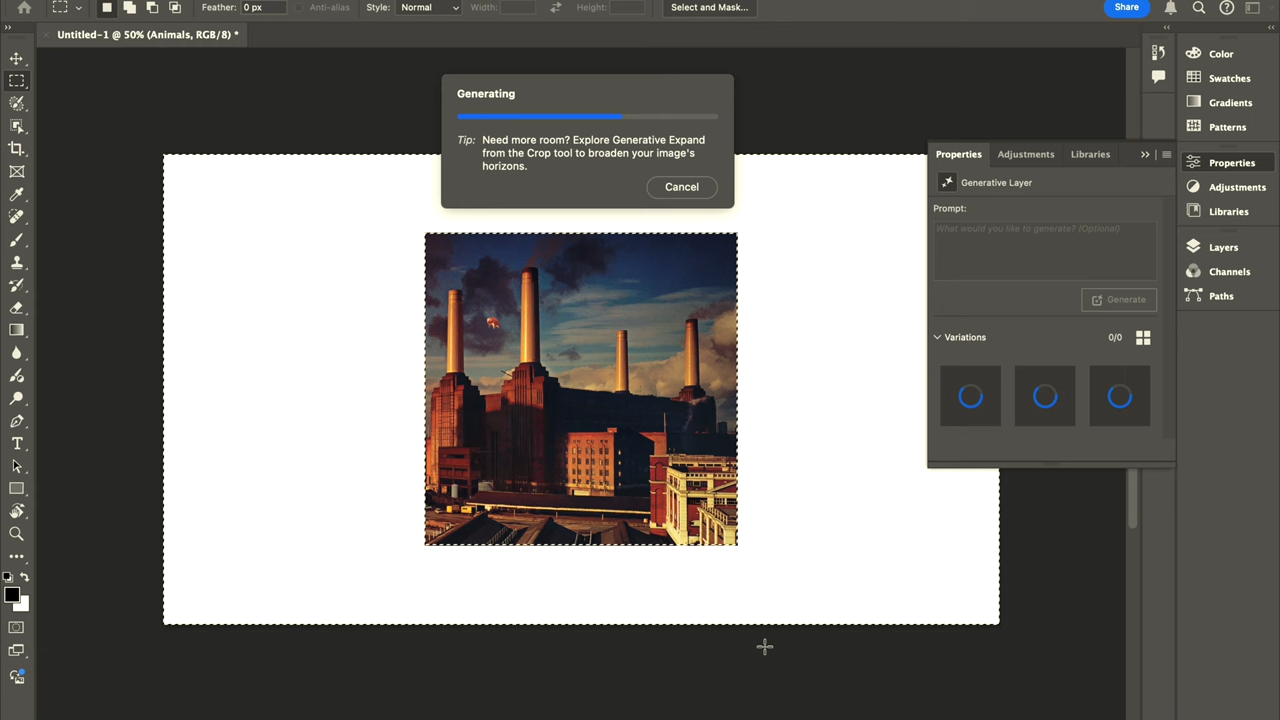 Feather: 0 px Anti-alias Style: Normal Width: Height: Select and Mask... Share
Untitled-1 @ 50% (Animals, RGB/8) *
Generating
Tip: Need more room? Explore Generative Expand
from the Crop tool to broaden your image's
horizons.
Cancel
Properties Adjustments Libraries
Generative Layer
Prompt:
What would you like to generate? (Optional)
Generate
Variations 0/0
Color
Swatches
Gradients
Patterns
Properties
Adjustments
Libraries
Layers
Channels
Paths